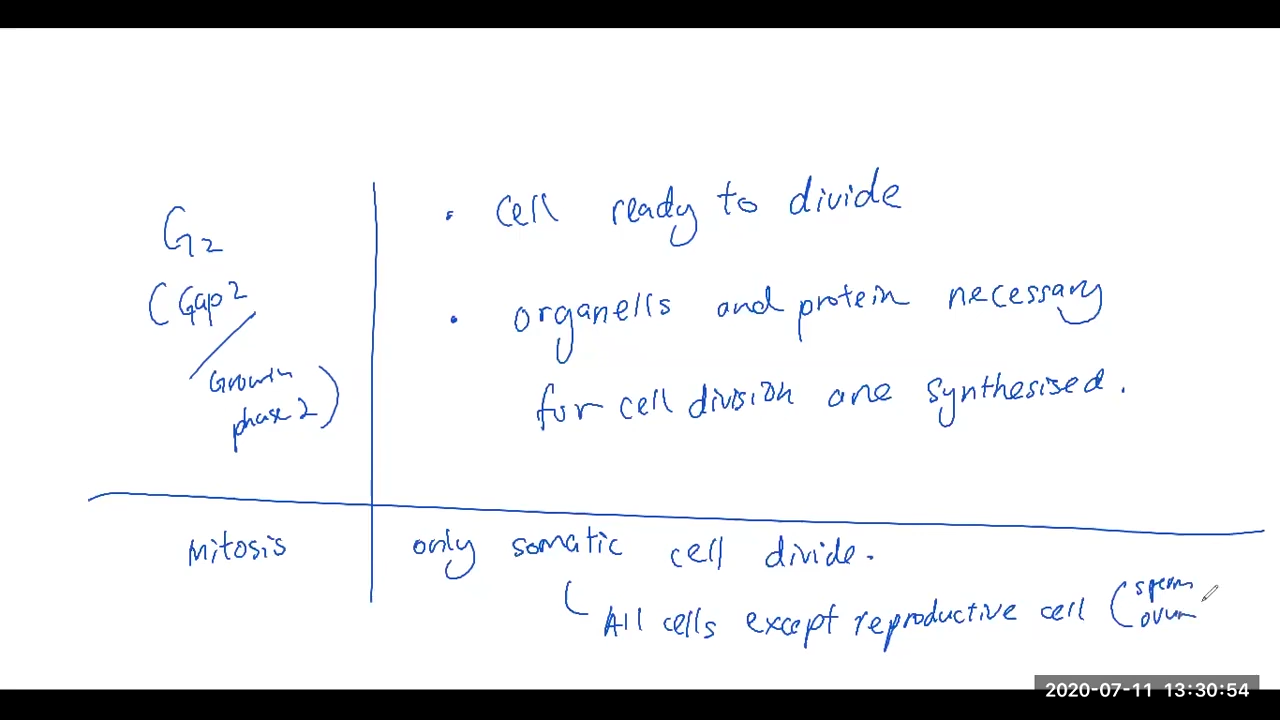 G2
(Gap 2
/
Growth
phase 2)
• Cell ready to divide
• organells and protein necessary
for cell division are synthesised.
Mitosis
only somatic cell divide.
All cells except reproductive cell (sperm
ovum
2020-07-11 13:30:54